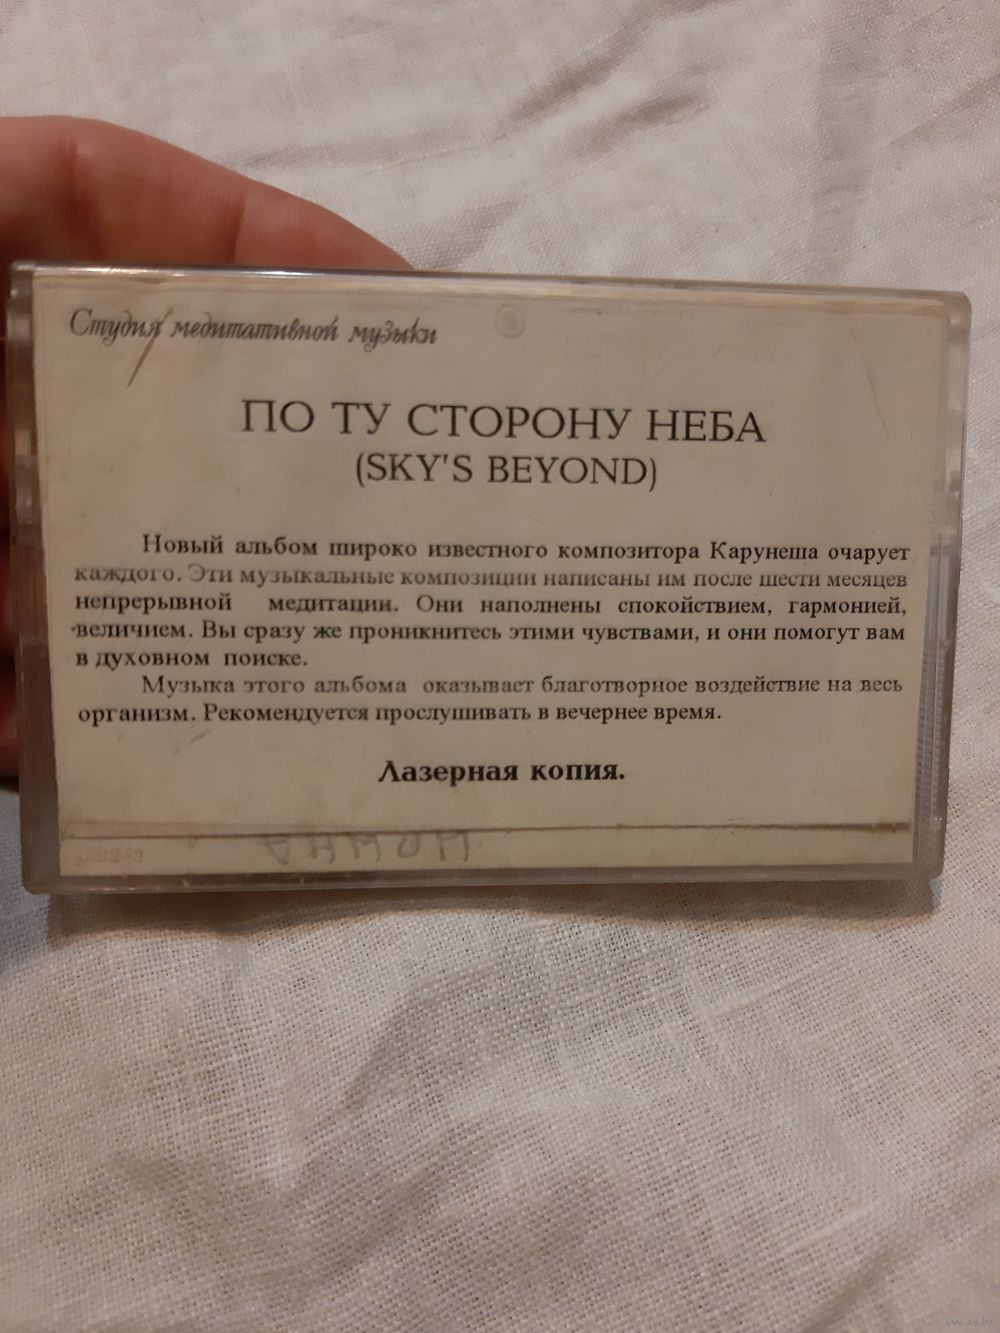 Студия медитативной музыки
ПО ТУ СТОРОНУ НЕБА
(SKY'S BEYOND)
Новый альбом широко известного композитора Карунеша очарует
каждого. Эти музыкальные композиции написаны им после шести месяцев
непрерывной медитации. Они наполнены спокойствием, гармонией,
величием. Вы сразу же проникнитесь этими чувствами, и они помогут вам
в духовном поиске.
Музыка этого альбома оказывает благотворное воздействие на весь
организм. Рекомендуется прослушивать в вечернее время.
Лазерная копия.
www.ay.by